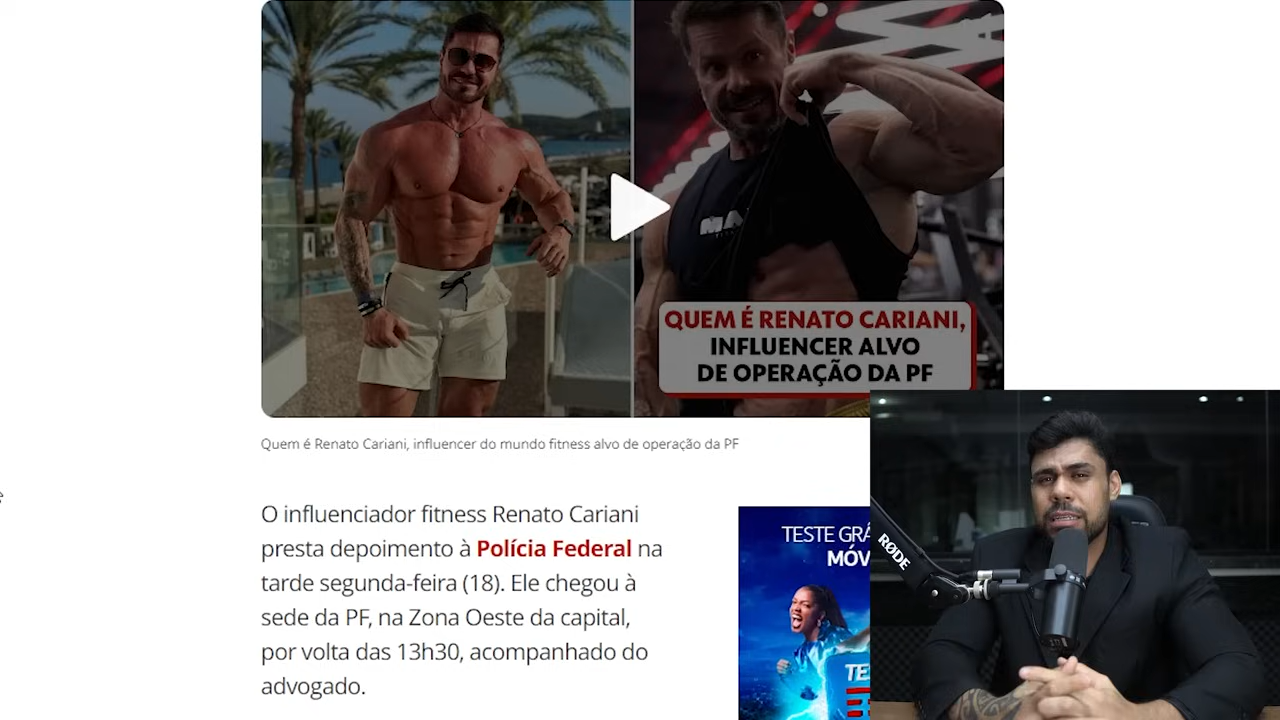 QUEM É RENATO CARIANI,
INFLUENCER ALVO
DE OPERAÇÃO DA PF
Quem é Renato Cariani, influencer do mundo fitness alvo de operação da PF
O influenciador fitness Renato Cariani
presta depoimento à Polícia Federal na
tarde segunda-feira (18). Ele chegou à
sede da PF, na Zona Oeste da capital,
por volta das 13h30, acompanhado do
advogado.
TESTE
RØDE